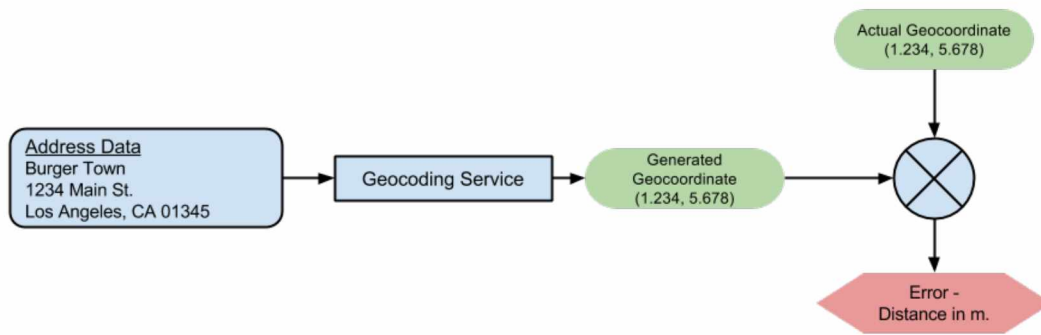 Actual Geocoordinate
(1.234, 5.678)
Address Data
Burger Town
1234 Main St.
Los Angeles, CA 01345
Geocoding Service
Generated
Geocoordinate
(1.234, 5.678)
Error -
Distance in m.